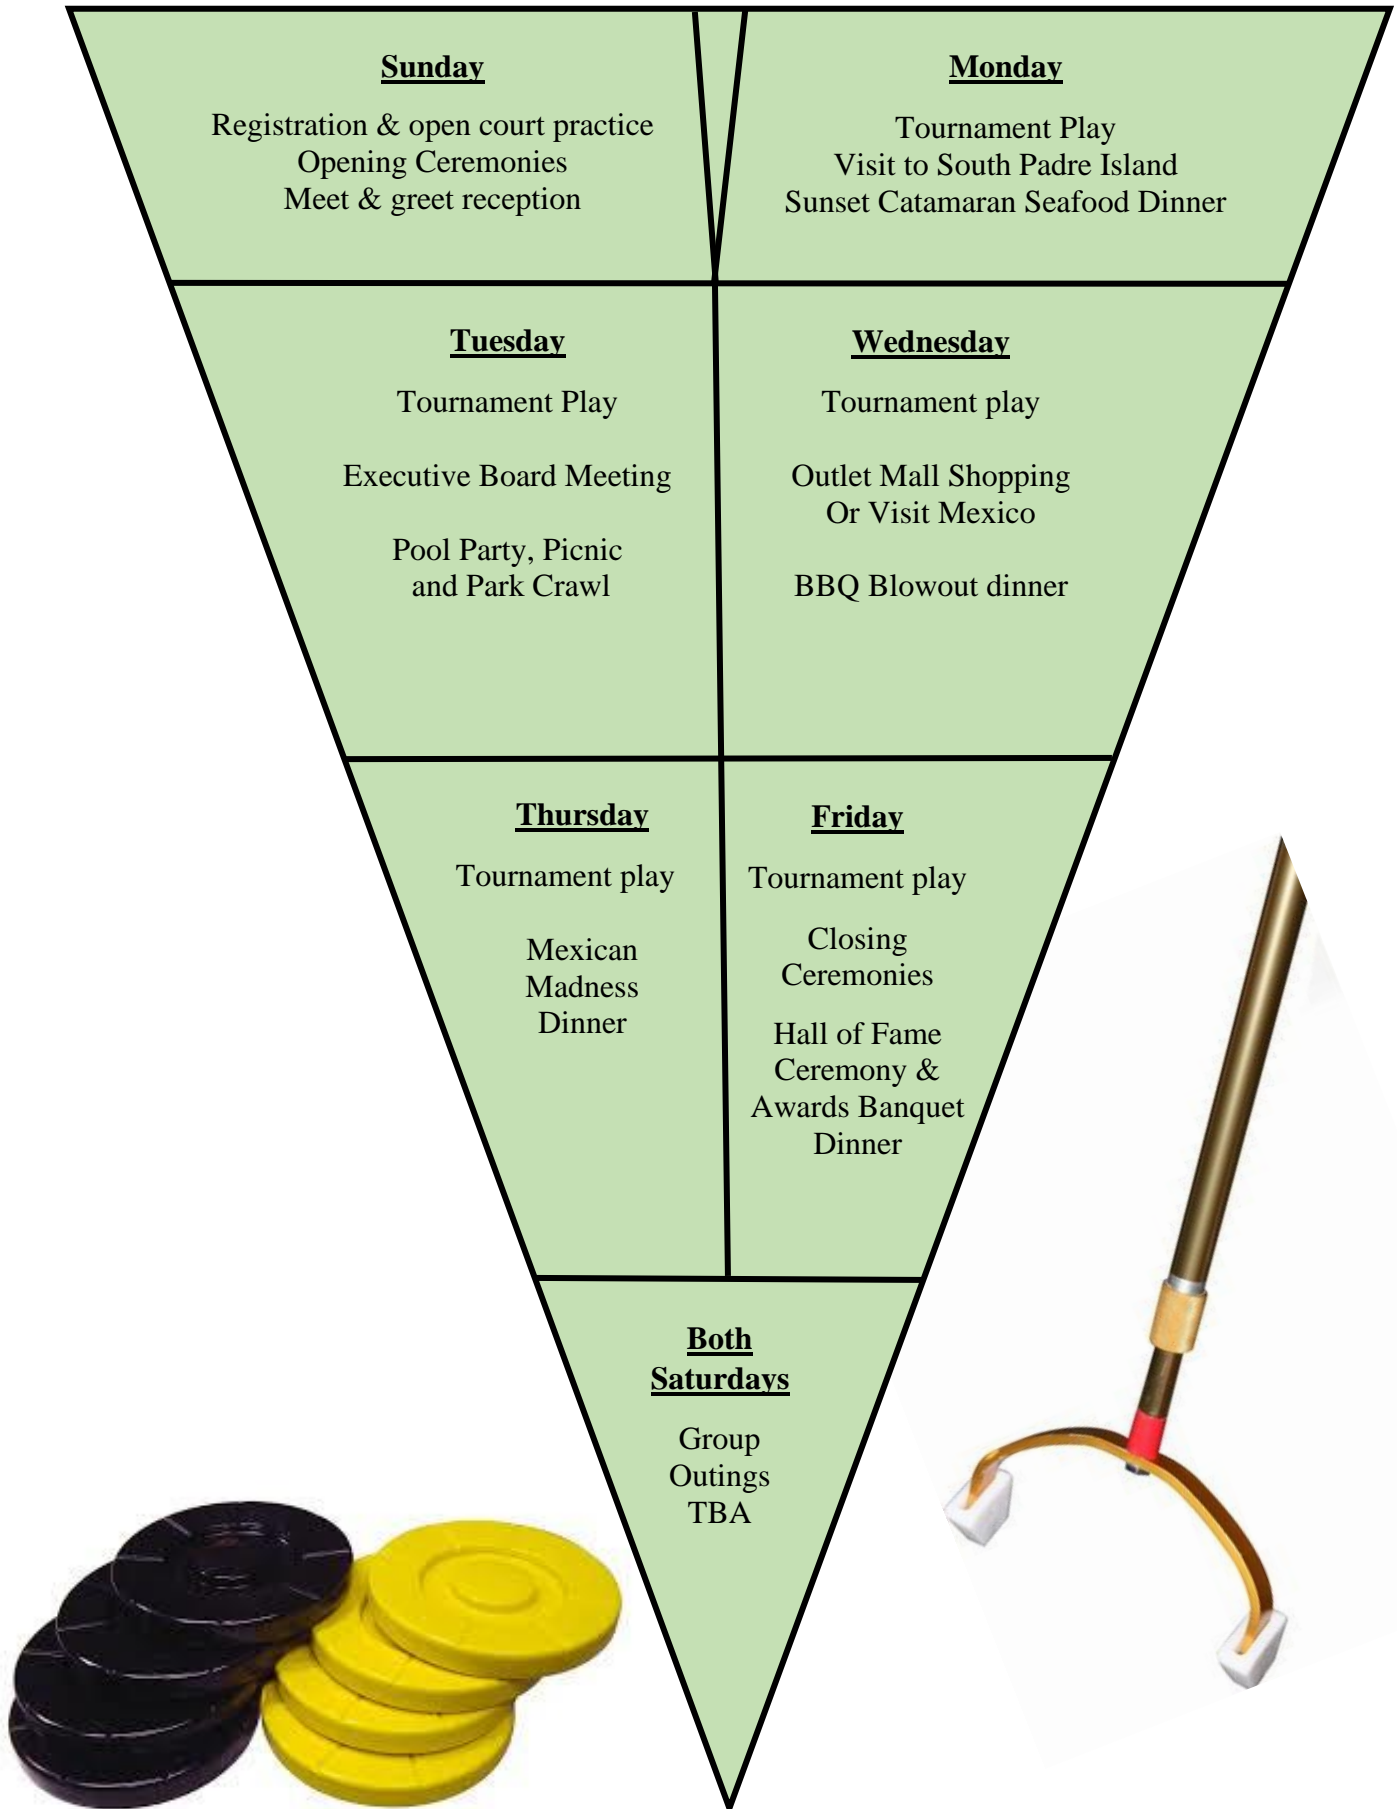 Sunday
Registration & open court practice
Opening Ceremonies
Meet & greet reception
Monday
Tournament Play
Visit to South Padre Island
Sunset Catamaran Seafood Dinner
Tuesday
Tournament Play
Executive Board Meeting
Pool Party, Picnic
and Park Crawl
Wednesday
Tournament play
Outlet Mall Shopping
Or Visit Mexico
BBQ Blowout dinner
Thursday
Tournament play
Mexican
Madness
Dinner
Friday
Tournament play
Closing
Ceremonies
Hall of Fame
Ceremony &
Awards Banquet
Dinner
Both
Saturdays
Group
Outings
TBA